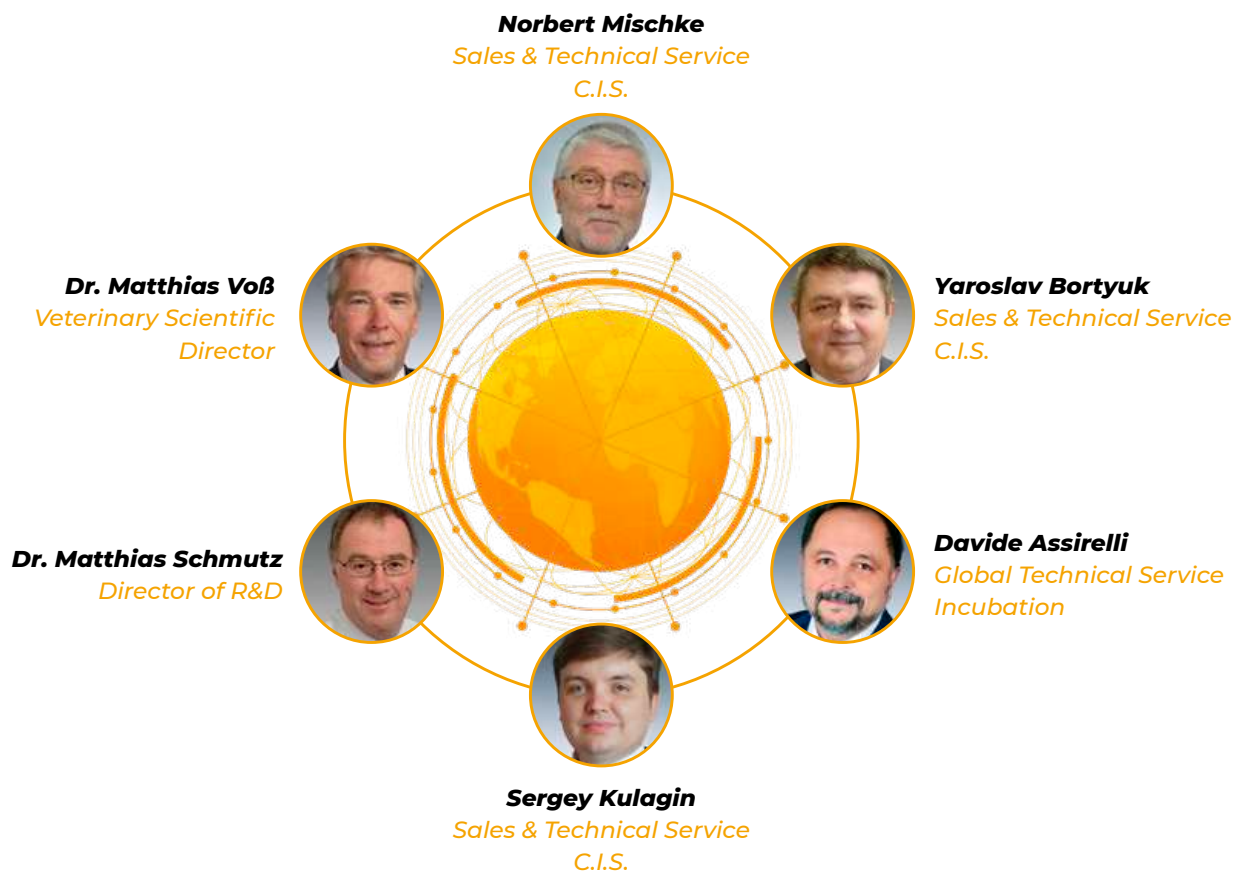 Norbert Mischke
Sales & Technical Service
C.I.S.
Dr. Matthias Voß
Veterinary Scientific
Director
Yaroslav Bortyuk
Sales & Technical Service
C.I.S.
Dr. Matthias Schmutz
Director of R&D
Davide Assirelli
Global Technical Service
Incubation
Sergey Kulagin
Sales & Technical Service
C.I.S.